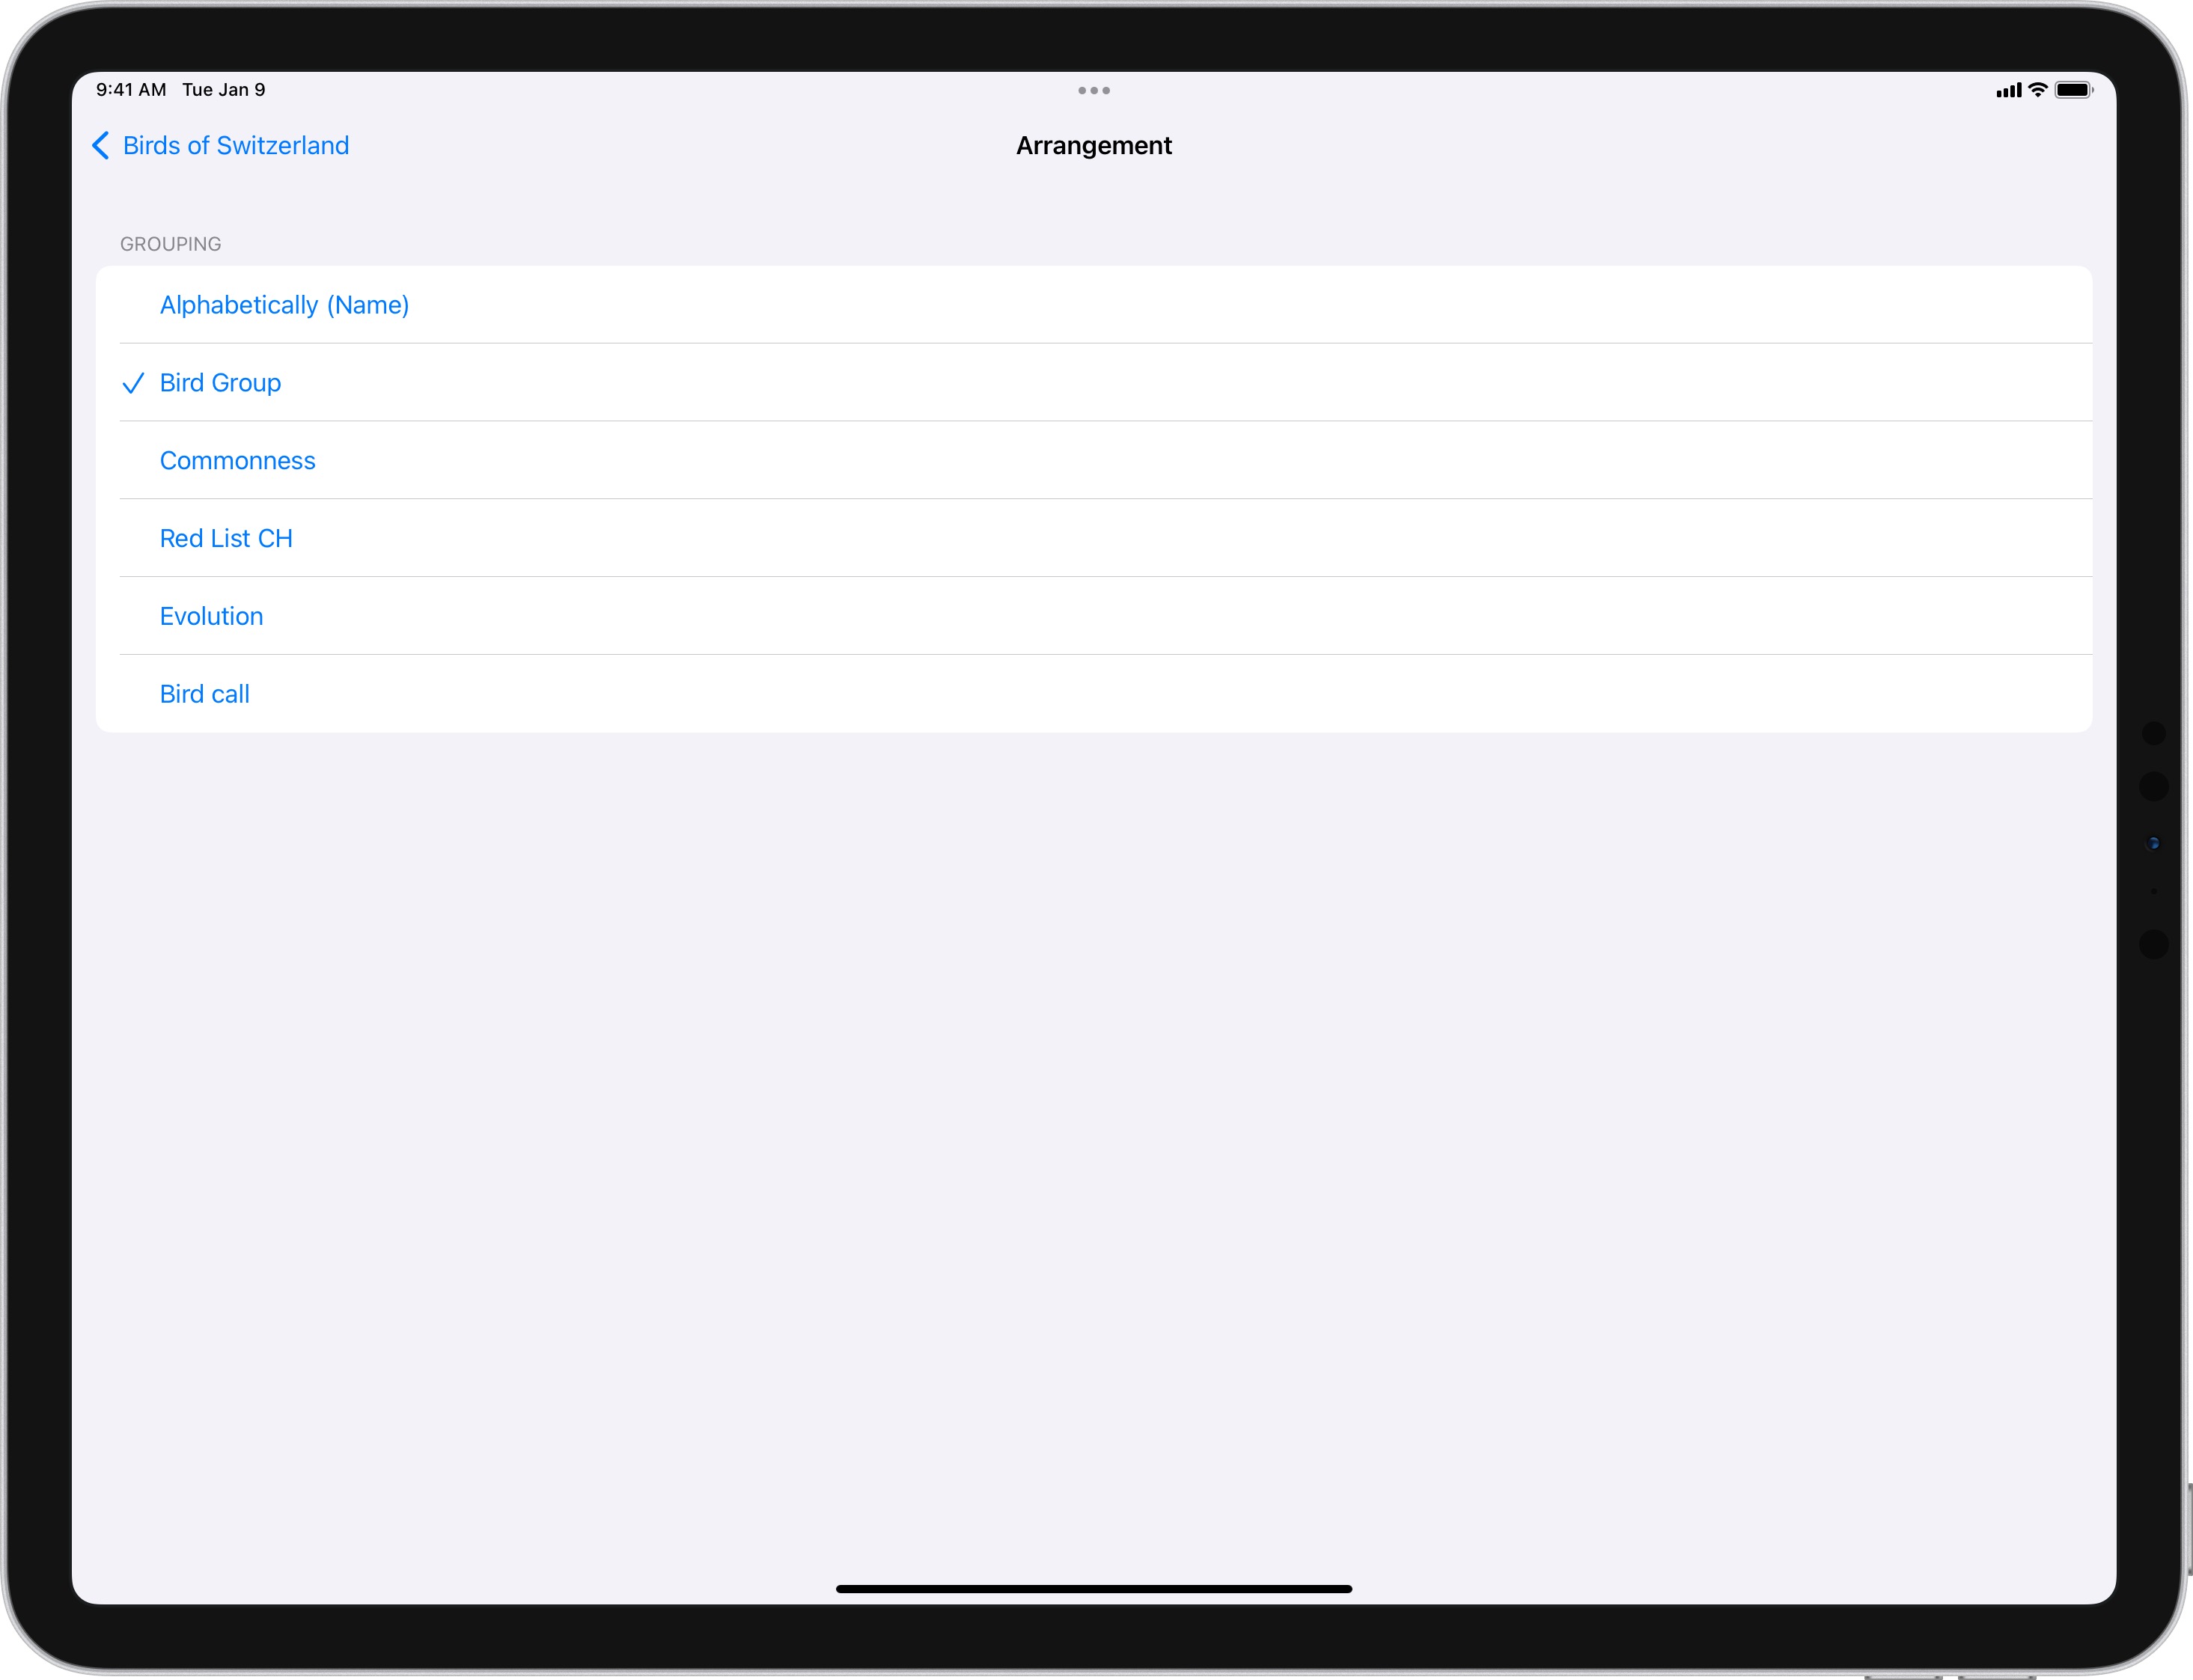 9:41 AM Tue Jan 9
Birds of Switzerland
Arrangement
GROUPING
Alphabetically (Name)
Bird Group
Commonness
Red List CH
Evolution
Bird call